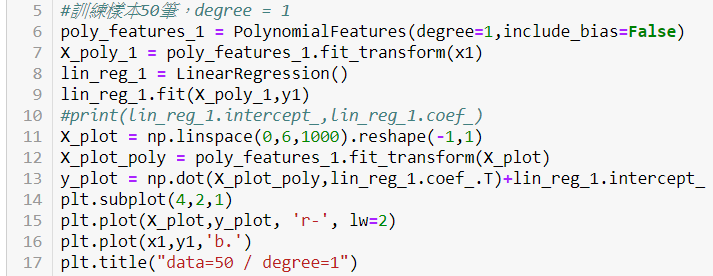 5 #訓練樣本50筆，degree = 1
6 poly_features_1 = PolynomialFeatures(degree=1,include_bias=False)
7 X_poly_1 = poly_features_1.fit_transform(x1)
8 lin_reg_1 = LinearRegression()
9 lin_reg_1.fit(X_poly_1,y1)
10 #print(lin_reg_1.intercept_,lin_reg_1.coef_)
11 X_plot = np.linspace(0,6,1000).reshape(-1,1)
12 X_plot_poly = poly_features_1.fit_transform(X_plot)
13 y_plot = np.dot(X_plot_poly,lin_reg_1.coef_.T)+lin_reg_1.intercept_
14 plt.subplot(4,2,1)
15 plt.plot(X_plot,y_plot, 'r-', lw=2)
16 plt.plot(x1,y1,'b.')
17 plt.title("data=50 / degree=1")